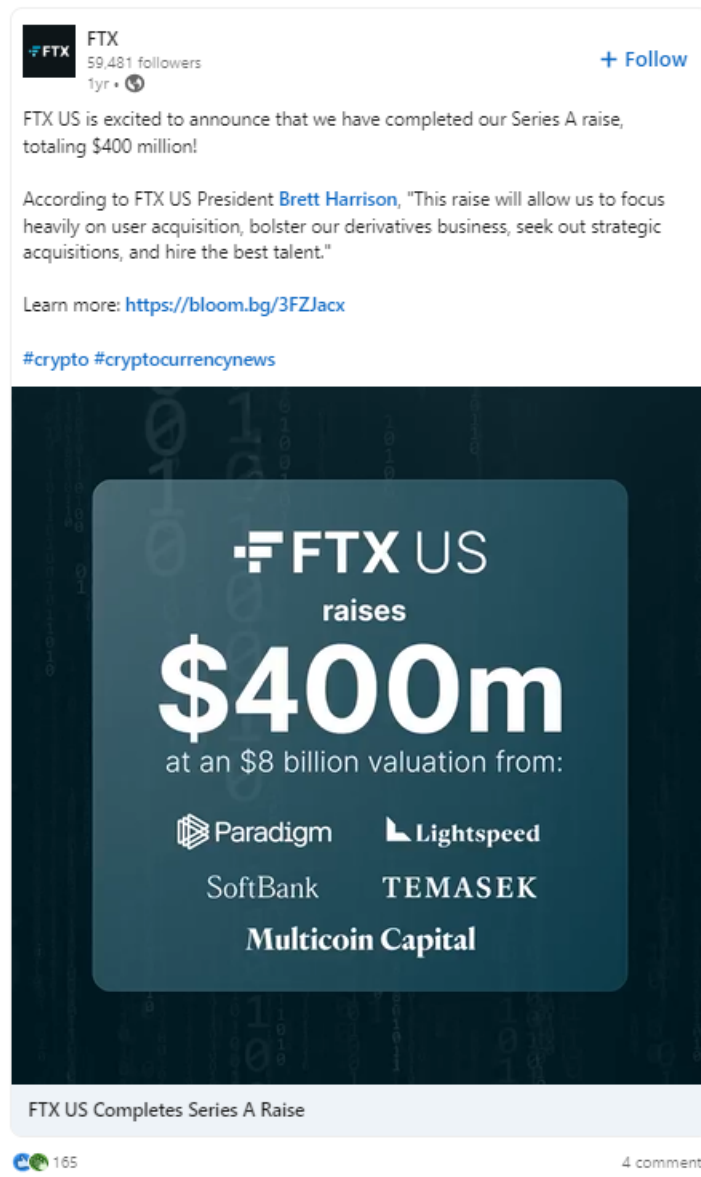 FTX
FTX
59,481 followers
1yr •
+ Follow
FTX US is excited to announce that we have completed our Series A raise,
totaling $400 million!
According to FTX US President Brett Harrison, "This raise will allow us to focus
heavily on user acquisition, bolster our derivatives business, seek out strategic
acquisitions, and hire the best talent."
Learn more: https://bloom.bg/3FZJacx
#crypto #cryptocurrencynews
FTX US
raises
$400m
at an $8 billion valuation from:
Paradigm Lightspeed
SoftBank TEMASEK
Multicoin Capital
FTX US Completes Series A Raise
165 4 comment